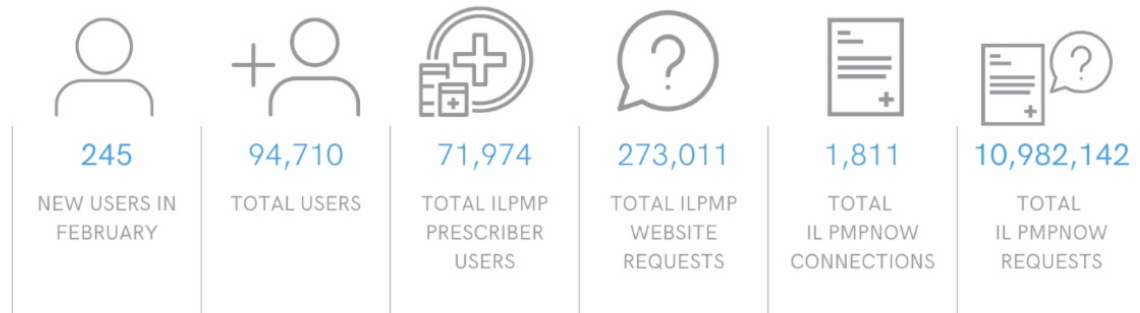 245
NEW USERS IN
FEBRUARY
94,710
TOTAL USERS
71,974
TOTAL ILPMP
PRESCRIBER
USERS
273,011
TOTAL ILPMP
WEBSITE
REQUESTS
1,811
TOTAL
IL PMPNOW
CONNECTIONS
10,982,142
TOTAL
IL PMPNOW
REQUESTS